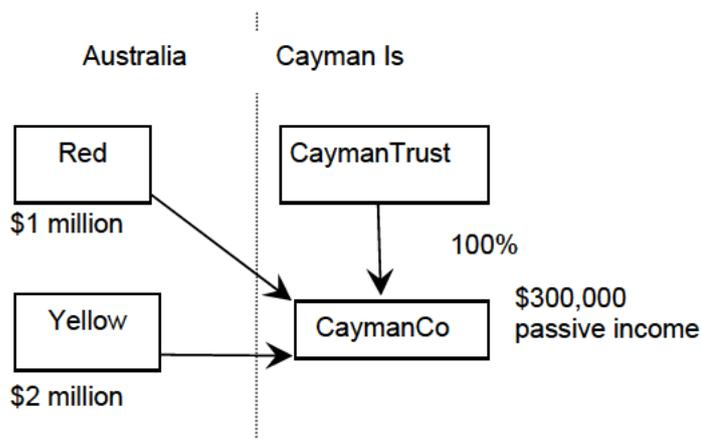 Australia
Cayman Is
Red
CaymanTrust
$1 million
100%
Yellow
CaymanCo
$300,000
passive income
$2 million